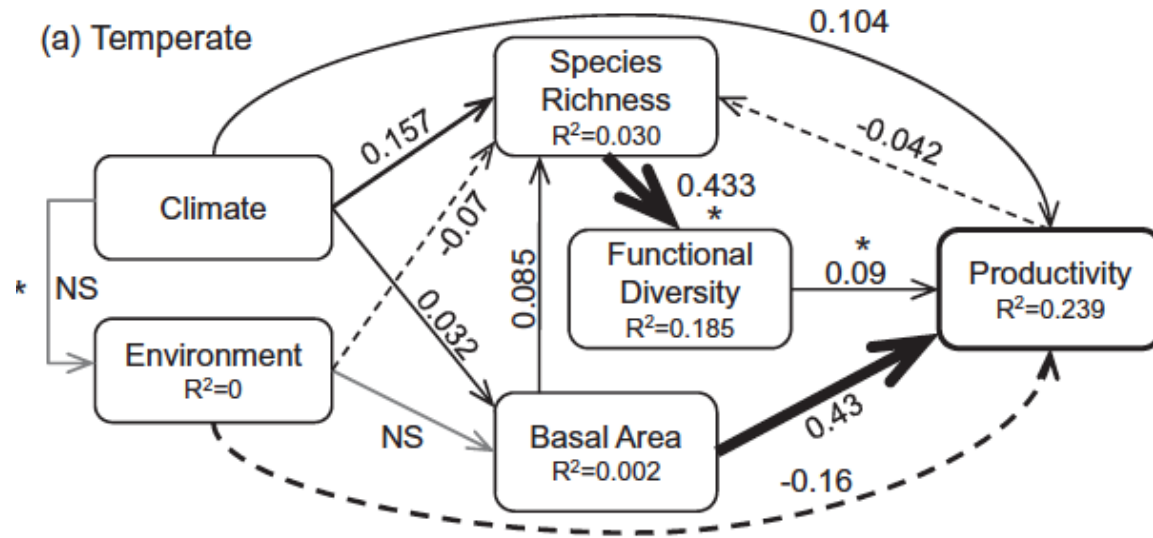 (a) Temperate
0.104
Species
Richness
R²=0.030
0.157
-0.042
Climate
0.433
*
-0.07
Functional
Diversity
R²=0.185
*
0.09
Productivity
R²=0.239
* NS
0.085
0.032
Environment
R²=0
NS
Basal Area
R²=0.002
0.43
-0.16